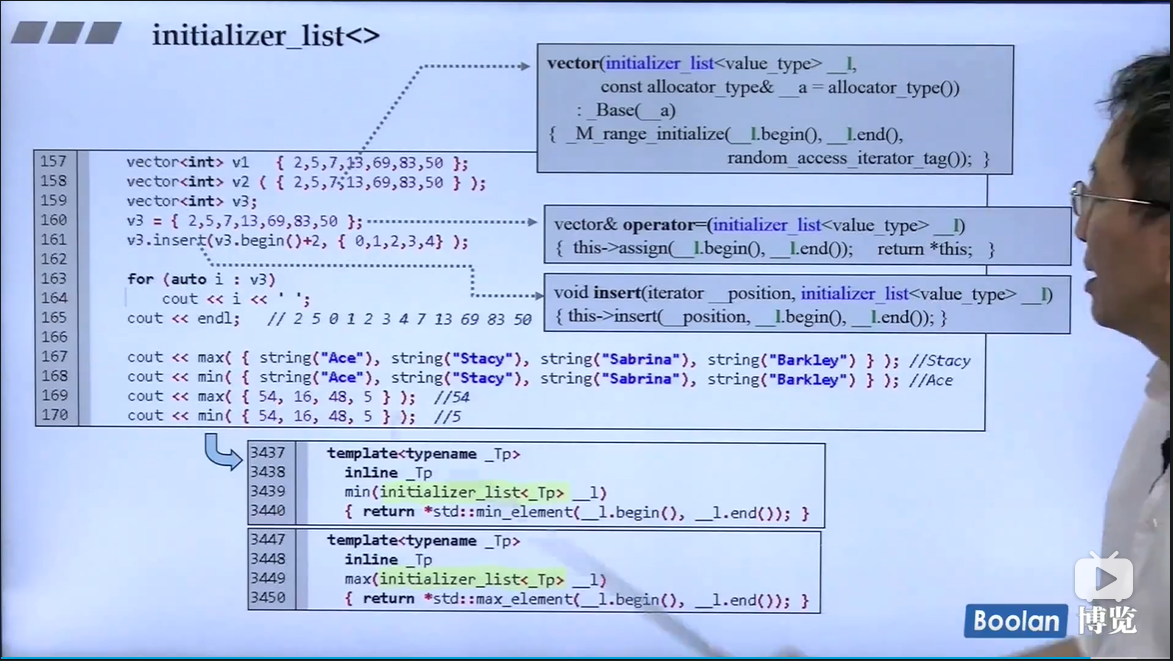 initializer_list<>
vector(initializer_list<value_type> __l,
const allocator_type& __a = allocator_type())
: _Base(__a)
{ _M_range_initialize(__l.begin(), __l.end(),
random_access_iterator_tag()); }
157 vector<int> v1 { 2,5,7,13,69,83,50 };
158 vector<int> v2 ( { 2,5,7,13,69,83,50 } );
159 vector<int> v3;
160 v3 = { 2,5,7,13,69,83,50 };
161 v3.insert(v3.begin()+2, { 0,1,2,3,4} );
162
163 for (auto i : v3)
164 cout << i << ' ';
165 cout << endl; // 2 5 0 1 2 3 4 7 13 69 83 50
166
167 cout << max( { string("Ace"), string("Stacy"), string("Sabrina"), string("Barkley") } ); //Stacy
168 cout << min( { string("Ace"), string("Stacy"), string("Sabrina"), string("Barkley") } ); //Ace
169 cout << max( { 54, 16, 48, 5 } ); //54
170 cout << min( { 54, 16, 48, 5 } ); //5
vector& operator=(initializer_list<value_type> __l)
{ this->assign(__l.begin(), __l.end()); return *this; }
void insert(iterator __position, initializer_list<value_type> __l)
{ this->insert(__position, __l.begin(), __l.end()); }
3437 template<typename _Tp>
3438 inline _Tp
3439 min(initializer_list<_Tp> __l)
3440 { return *std::min_element(__l.begin(), __l.end()); }
3447 template<typename _Tp>
3448 inline _Tp
3449 max(initializer_list<_Tp> __l)
3450 { return *std::max_element(__l.begin(), __l.end()); }
Boolan 博览